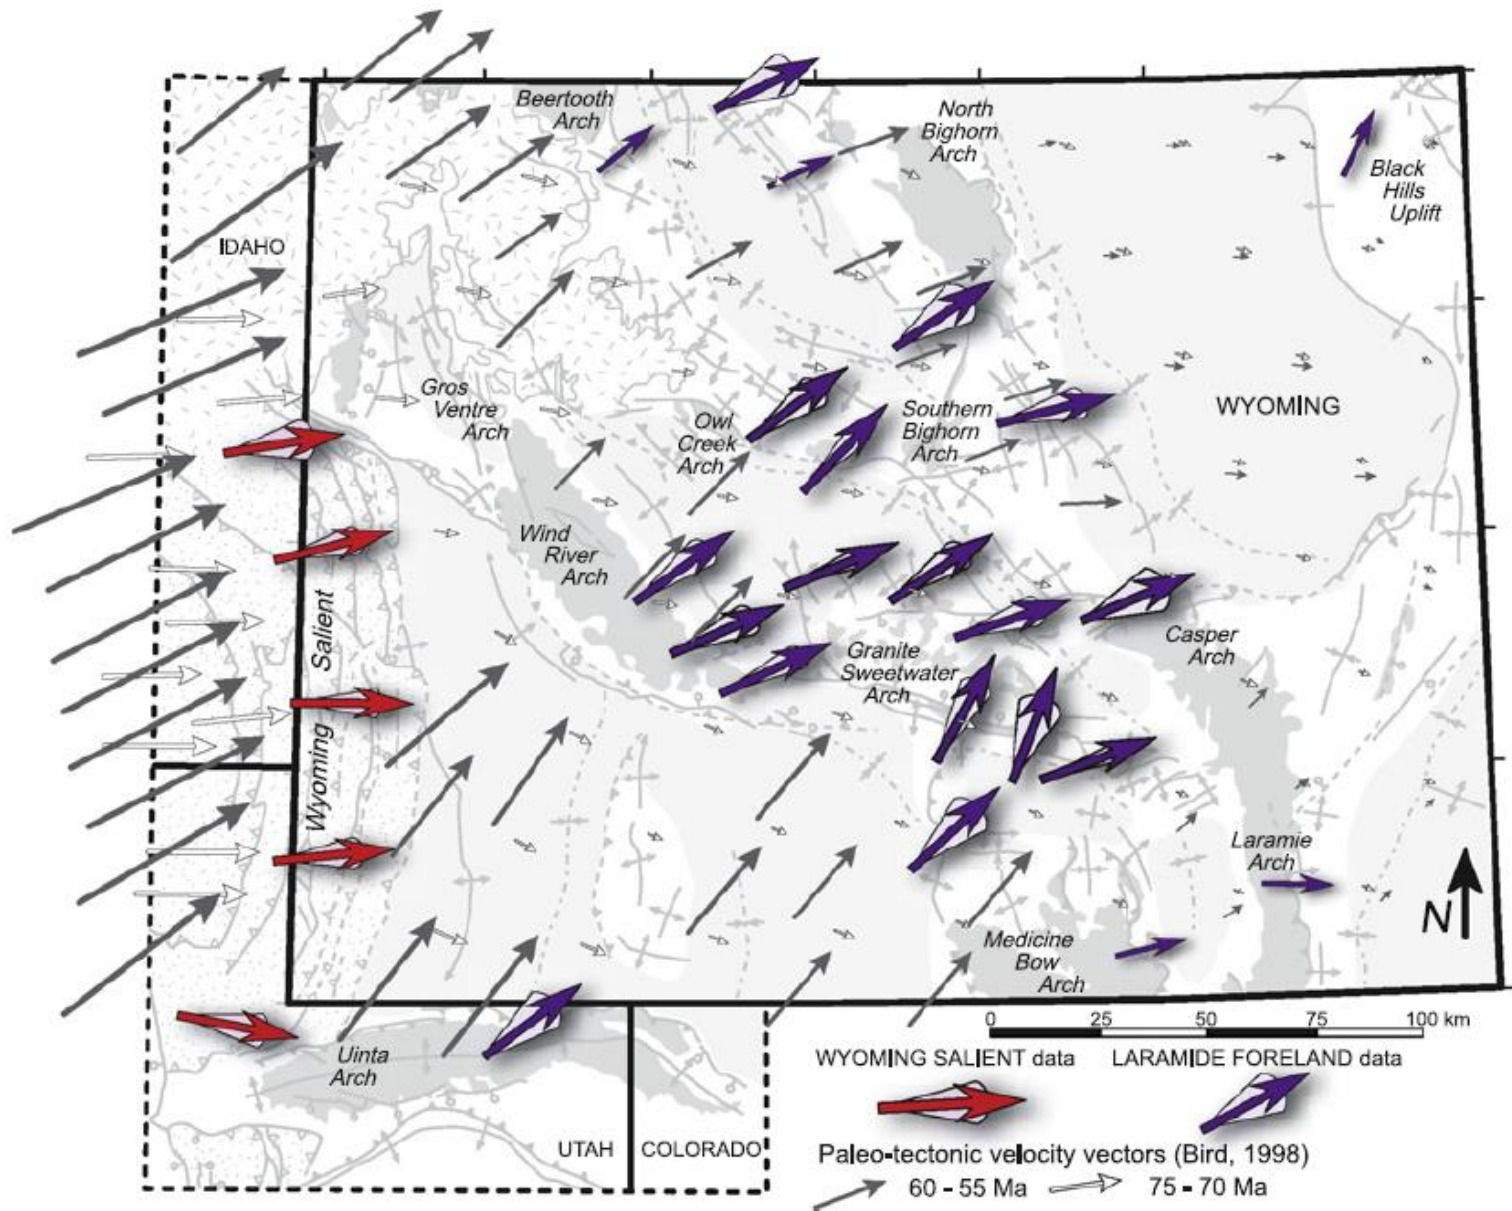 Beertooth
Arch
North
Bighorn
Arch
Black
Hills
Uplift
IDAHO
Gros
Ventre
Arch
Owl
Creek
Arch
Southern
Bighorn
Arch
WYOMING
Wind
River
Arch
Wyoming Salient
Granite
Sweetwater
Arch
Casper
Arch
Laramie
Arch
N
Medicine
Bow
Arch
Uinta
Arch
UTAH
COLORADO
0 25 50 75 100 km
WYOMING SALIENT data LARAMIDE FORELAND data
Paleo-tectonic velocity vectors (Bird, 1998)
60 - 55 Ma 75 - 70 Ma